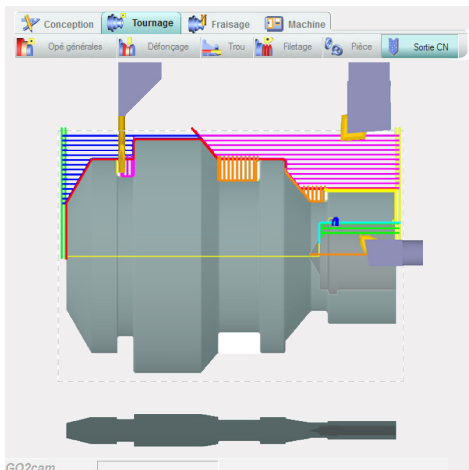 Conception Tournage Fraisage Machine
Opé générales Défonçage Trou Filetage Pièce Sortie CN
GO2cam